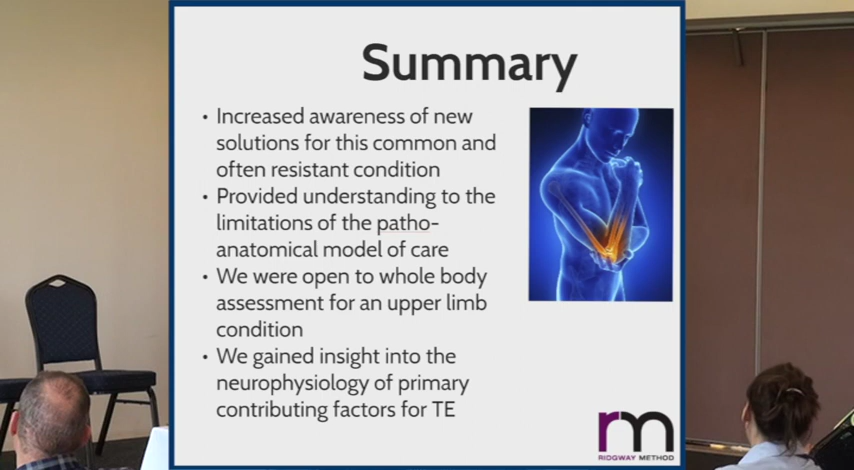 Summary
• Increased awareness of new
solutions for this common and
often resistant condition
• Provided understanding to the
limitations of the patho-
anatomical model of care
• We were open to whole body
assessment for an upper limb
condition
• We gained insight into the
neurophysiology of primary
contributing factors for TE
rm
RIDGWAY METHOD